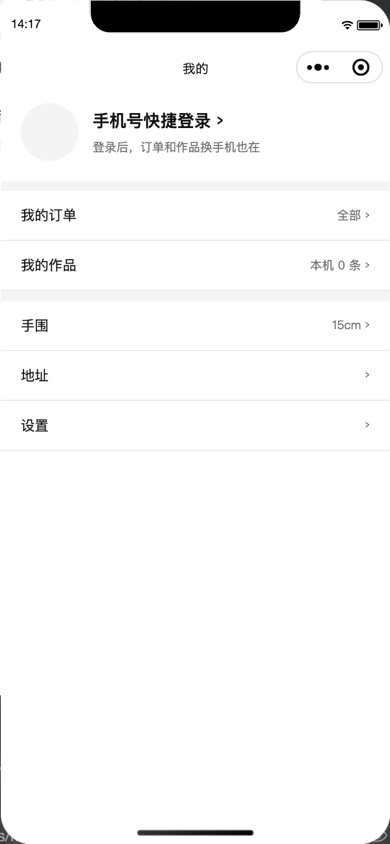 14:17
我的
手机号快捷登录 >
登录后，订单和作品换手机也在
我的订单 全部 >
我的作品 本机 0 条 >
手围 15cm >
地址 >
设置 >